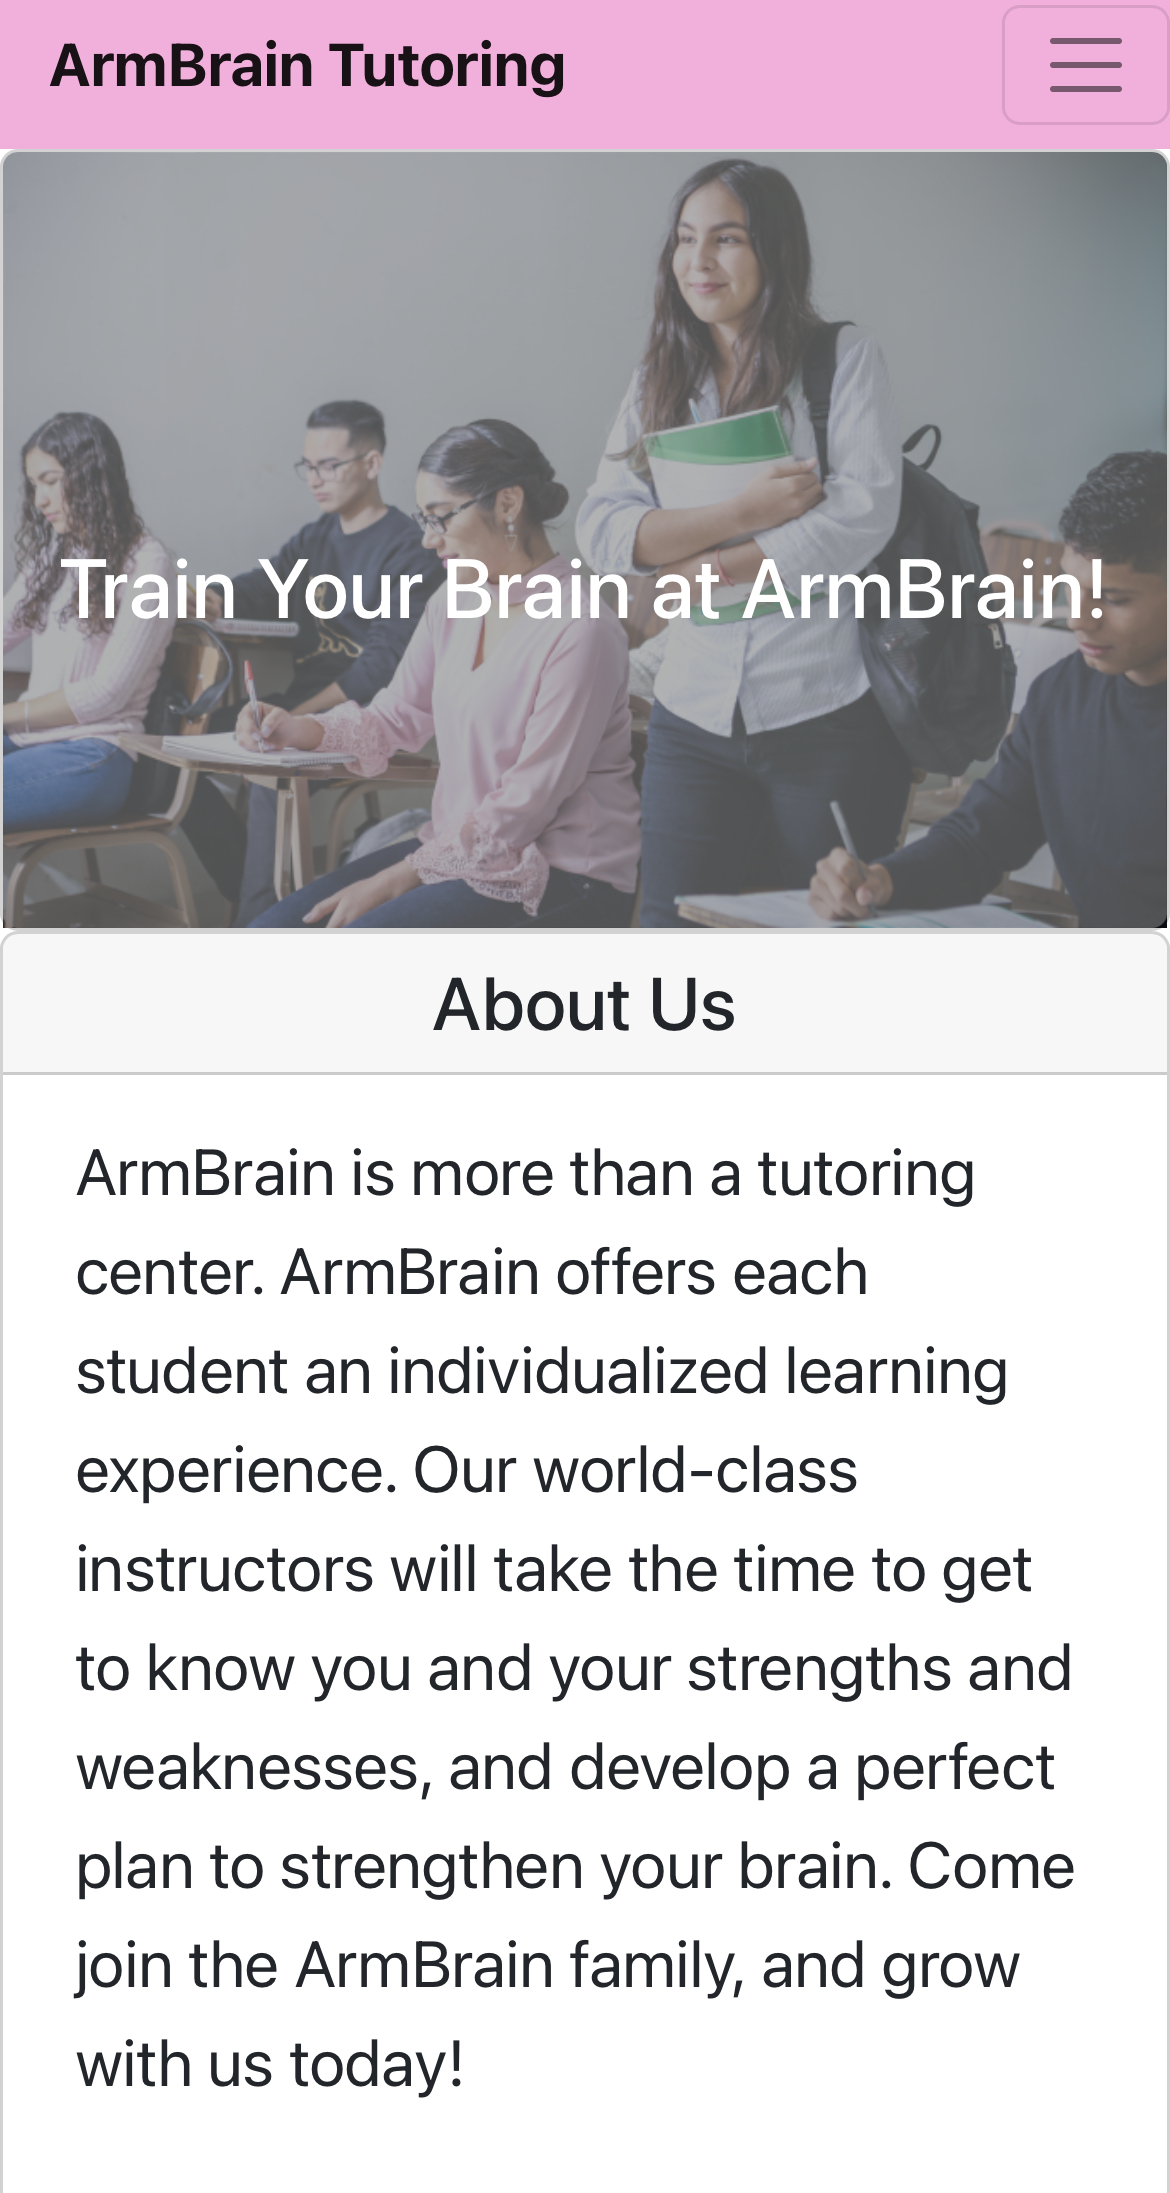 ArmBrain Tutoring
Train Your Brain at ArmBrain!
About Us
ArmBrain is more than a tutoring
center. ArmBrain offers each
student an individualized learning
experience. Our world-class
instructors will take the time to get
to know you and your strengths and
weaknesses, and develop a perfect
plan to strengthen your brain. Come
join the ArmBrain family, and grow
with us today!